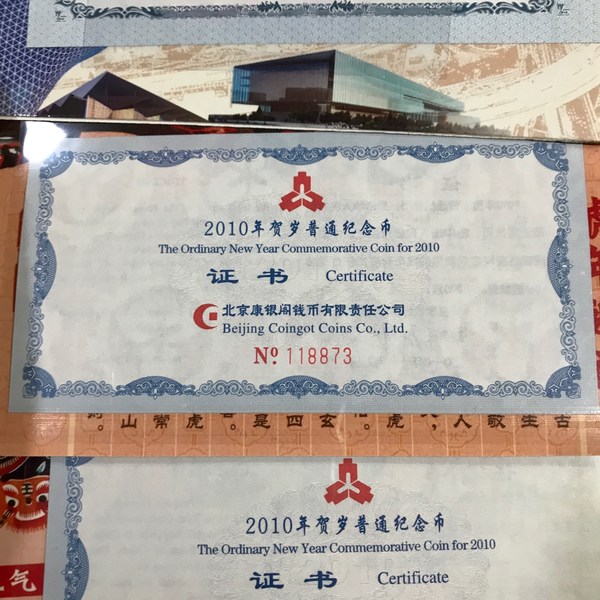 2010年贺岁普通纪念币
The Ordinary New Year Commemorative Coin for 2010
证书 Certificate
北京康银阁钱币有限责任公司
Beijing Coingot Coins Co., Ltd.
Nº 118873
山常虎 是四玄 虎 人敬生古
2010年贺岁普通纪念币
The Ordinary New Year Commemorative Coin for 2010
证书 Certificate
气